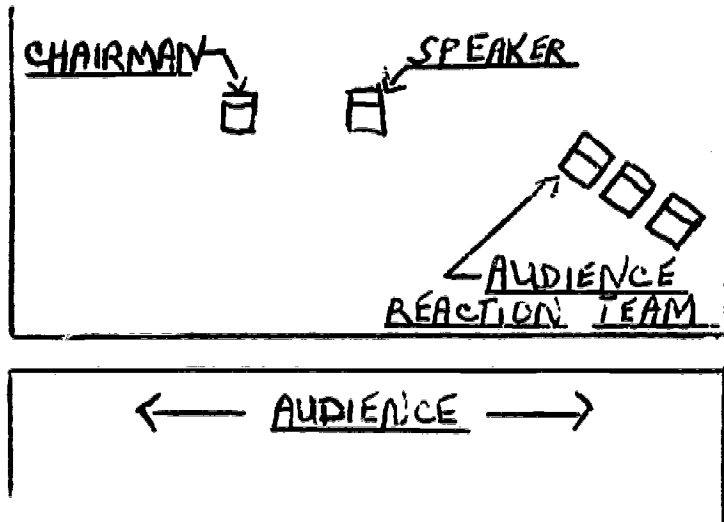 CHAIRMAN
SPEAKER
AUDIENCE
REACTION TEAM
AUDIENCE